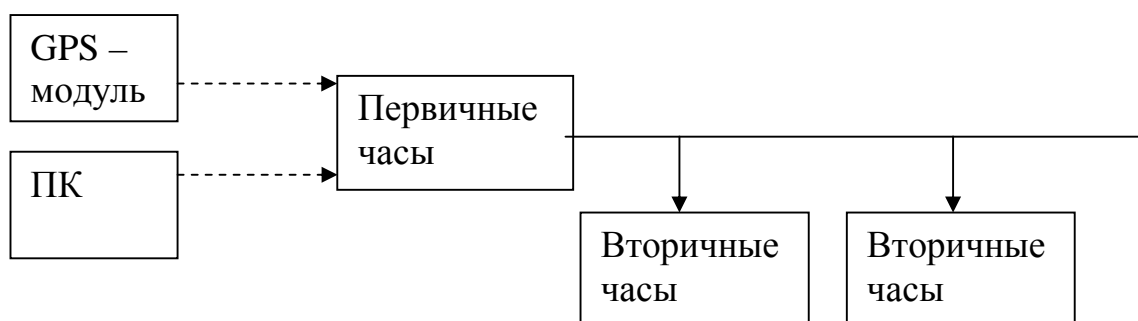 GPS –
модуль
ПК
Первичные
часы
Вторичные
часы
Вторичные
часы